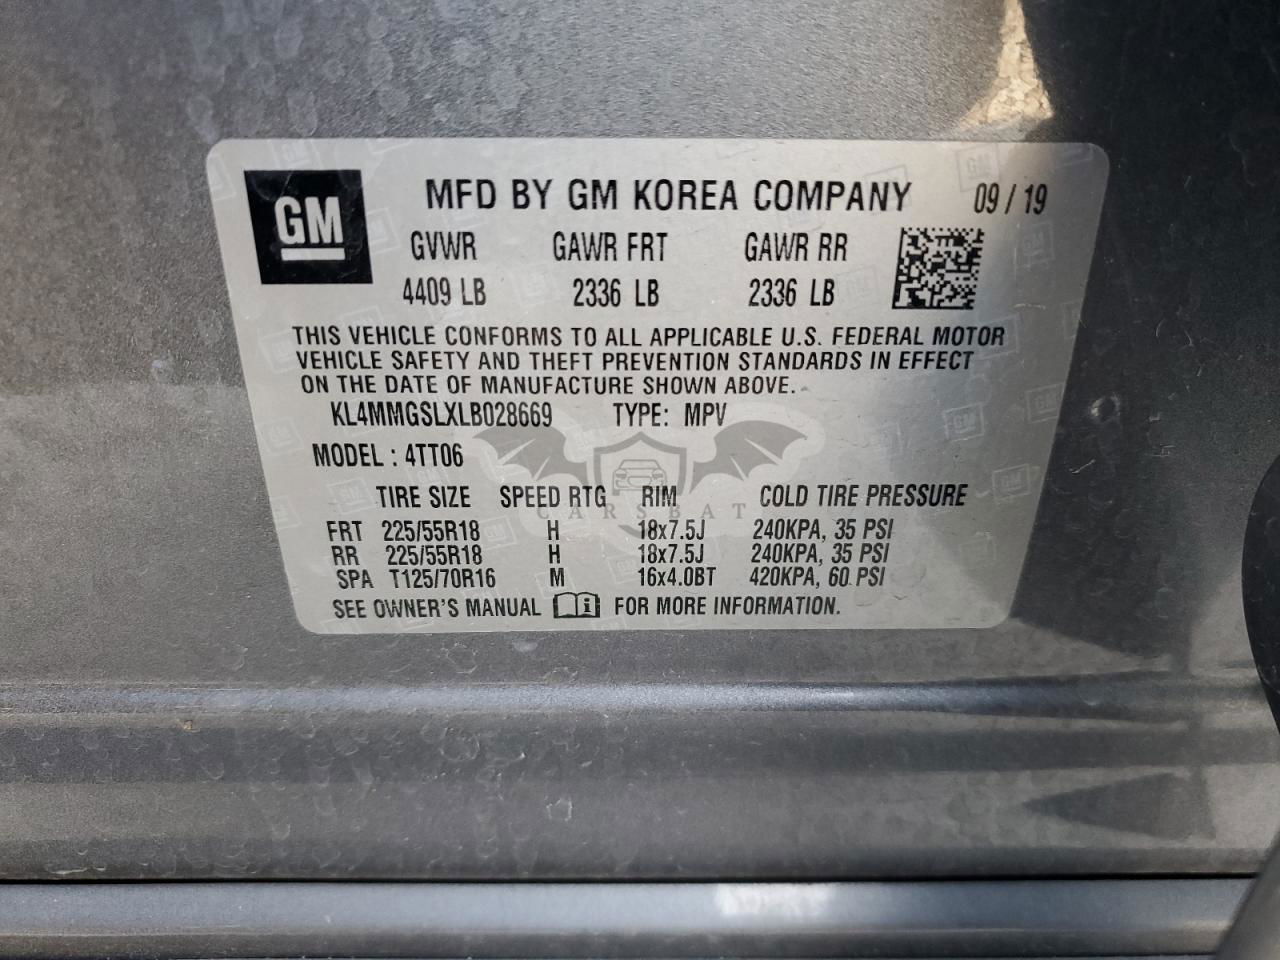 GM
MFD BY GM KOREA COMPANY 09 / 19
GVWR GAWR FRT GAWR RR
4409 LB 2336 LB 2336 LB
THIS VEHICLE CONFORMS TO ALL APPLICABLE U.S. FEDERAL MOTOR
VEHICLE SAFETY AND THEFT PREVENTION STANDARDS IN EFFECT
ON THE DATE OF MANUFACTURE SHOWN ABOVE.
KL4MMGSLXLB028669 TYPE: MPV
MODEL : 4TT06
TIRE SIZE SPEED RTG RIM COLD TIRE PRESSURE
CARSBAT
FRT 225/55R18 H 18x7.5J 240KPA, 35 PSI
RR 225/55R18 H 18x7.5J 240KPA, 35 PSI
SPA T125/70R16 M 16x4.0BT 420KPA, 60 PSI
SEE OWNER'S MANUAL i FOR MORE INFORMATION.